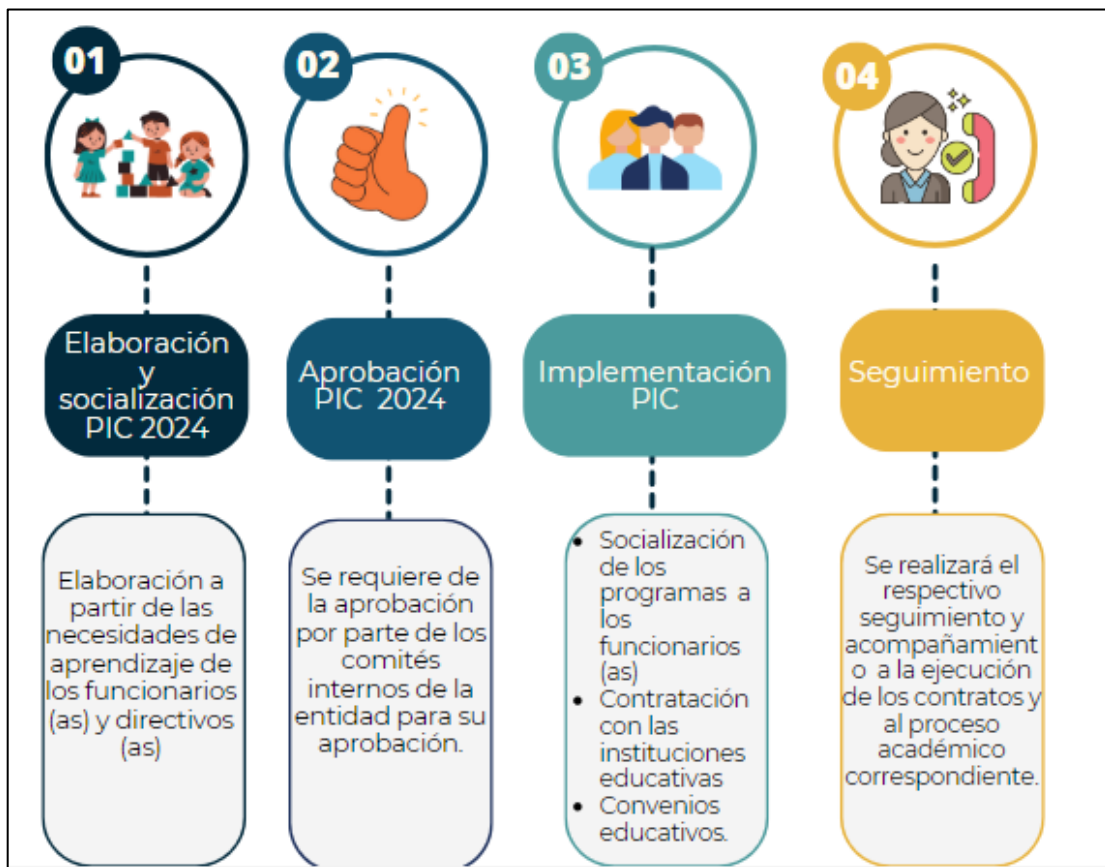 01
Elaboración
y
socialización
PIC 2024
Elaboración a
partir de las
necesidades de
aprendizaje de
los funcionarios
(as) y directivos
(as)
02
Aprobación
PIC 2024
Se requiere de
la aprobación
por parte de los
comités
internos de la
entidad para su
aprobación.
03
Implementación
PIC
• Socialización
de los
programas a
los
funcionarios
(as)
• Contratación
con las
instituciones
educativas
• Convenios
educativos.
04
Seguimiento
Se realizará el
respectivo
seguimiento y
acompañamient
o a la ejecución
de los contratos y
al proceso
académico
correspondiente.